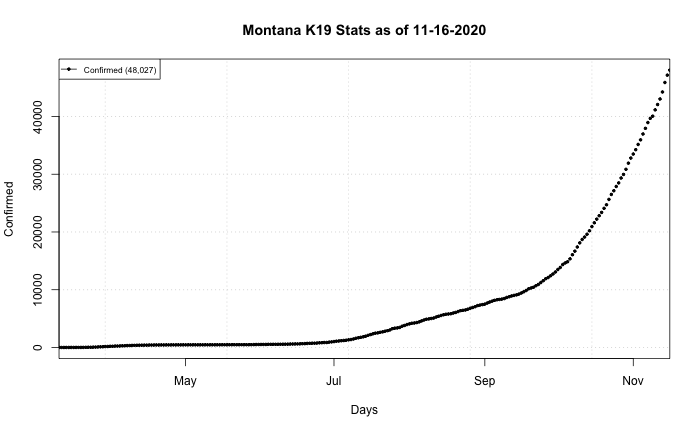 Montana K19 Stats as of 11-16-2020
Confirmed (48,027)
Confirmed
40000
30000
20000
10000
0
May
Jul
Sep
Nov
Days